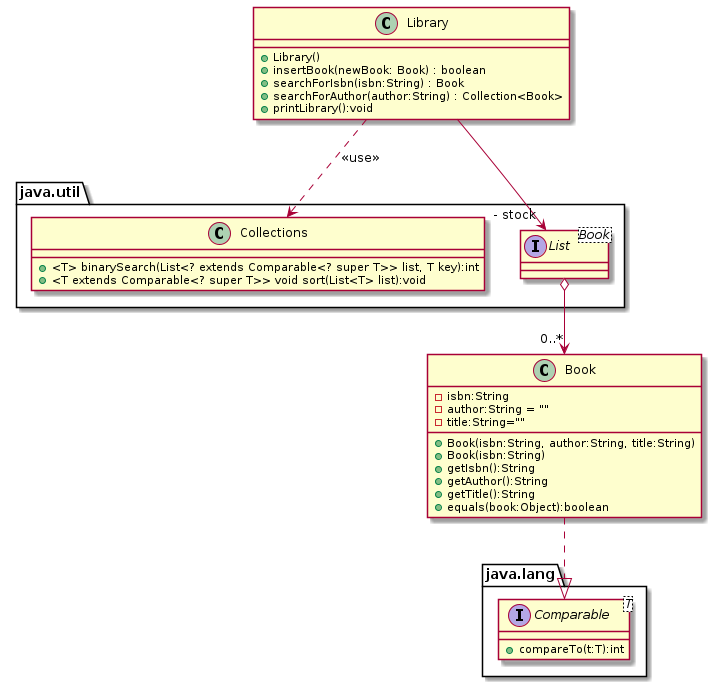 C Library
Library()
insertBook(newBook: Book) : boolean
searchForIsbn(isbn:String) : Book
searchForAuthor(author:String) : Collection<Book>
printLibrary():void
«use»
java.util
- stock
C Collections
<T> binarySearch(List<? extends Comparable<? super T>> list, T key):int
<T extends Comparable<? super T>> void sort(List<T> list):void
I List
Book
0..*
C Book
isbn:String
author:String = ""
title:String=""
Book(isbn:String, author:String, title:String)
Book(isbn:String)
getIsbn():String
getAuthor():String
getTitle():String
equals(book:Object):boolean
java.lang
I Comparable
T
compareTo(t:T):int